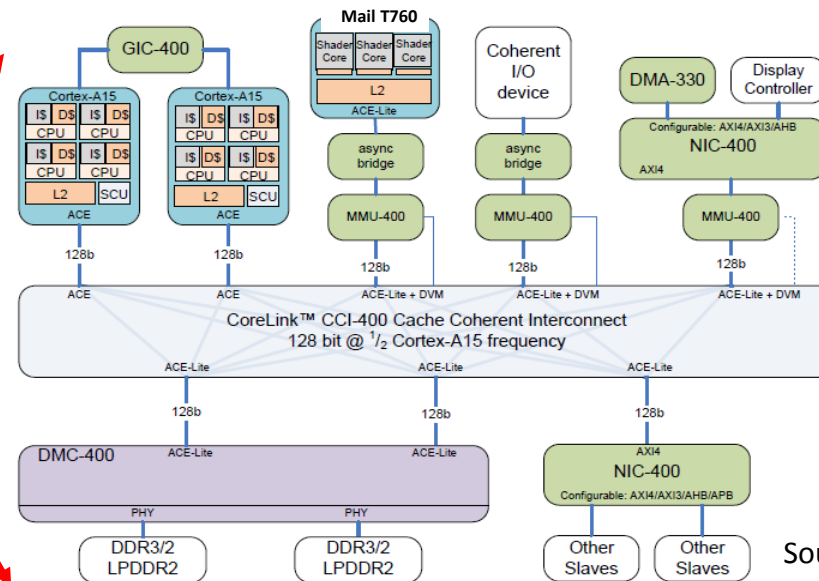 Mail T760
GIC-400
Shader Core
Shader Core
Shader Core
L2
ACE-Lite
Coherent I/O device
DMA-330
Display Controller
Cortex-A15
I$ D$ I$ D$
CPU CPU
I$ D$ I$ D$
CPU CPU
L2 SCU
ACE
Cortex-A15
I$ D$ I$ D$
CPU CPU
I$ D$ I$ D$
CPU CPU
L2 SCU
ACE
async bridge
async bridge
Configurable: AXI4/AXI3/AHB
NIC-400
AXI4
MMU-400
MMU-400
MMU-400
128b
128b
128b
128b
128b
ACE
ACE
ACE-Lite + DVM
ACE-Lite + DVM
ACE-Lite + DVM
CoreLink™ CCI-400 Cache Coherent Interconnect
128 bit @ 1/2 Cortex-A15 frequency
ACE-Lite
ACE-Lite
ACE-Lite
128b
128b
128b
DMC-400
ACE-Lite
ACE-Lite
PHY
PHY
AXI4
NIC-400
Configurable: AXI4/AXI3/AHB/APB
DDR3/2
LPDDR2
DDR3/2
LPDDR2
Other
Slaves
Other
Slaves
Sou